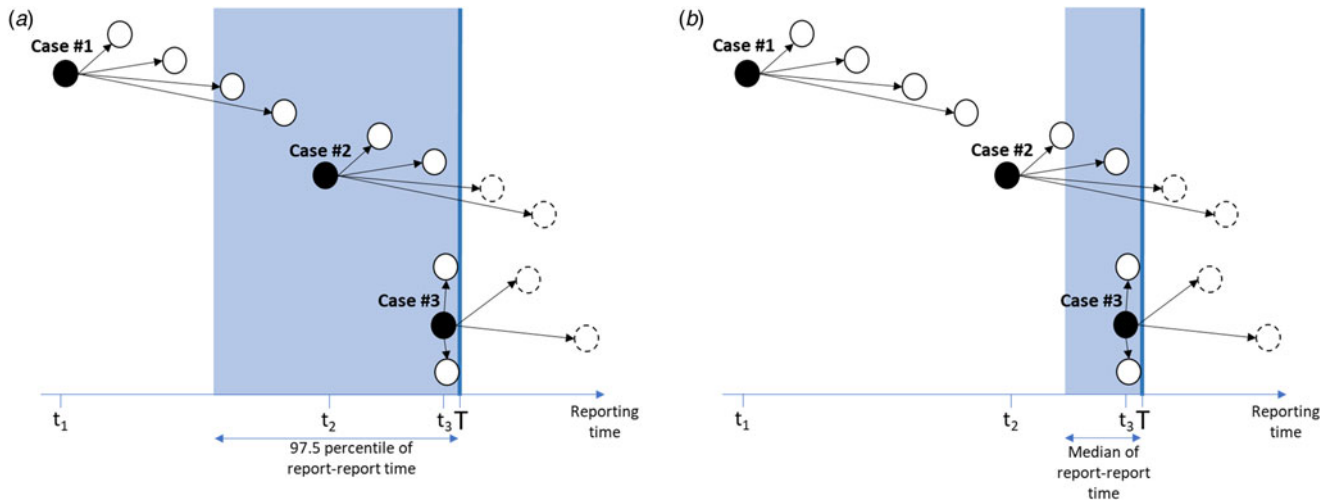 (a)
Case #1
Case #2
Case #3
t1
t2
t3 T
Reporting
time
97.5 percentile of
report-report time
(b)
Case #1
Case #2
Case #3
t1
t2
t3 T
Reporting
time
Median of
report-report
time